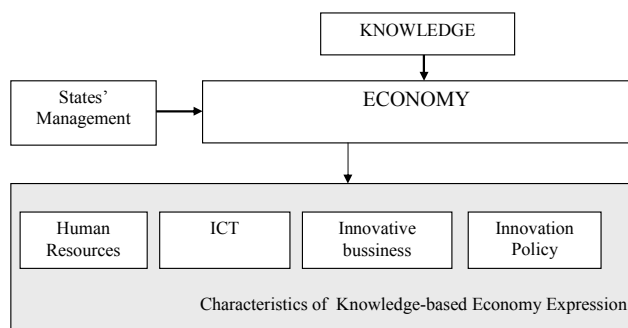 KNOWLEDGE
States’
Management
ECONOMY
Human
Resources
ICT
Innovative
bussiness
Innovation
Policy
Characteristics of Knowledge-based Economy Expression